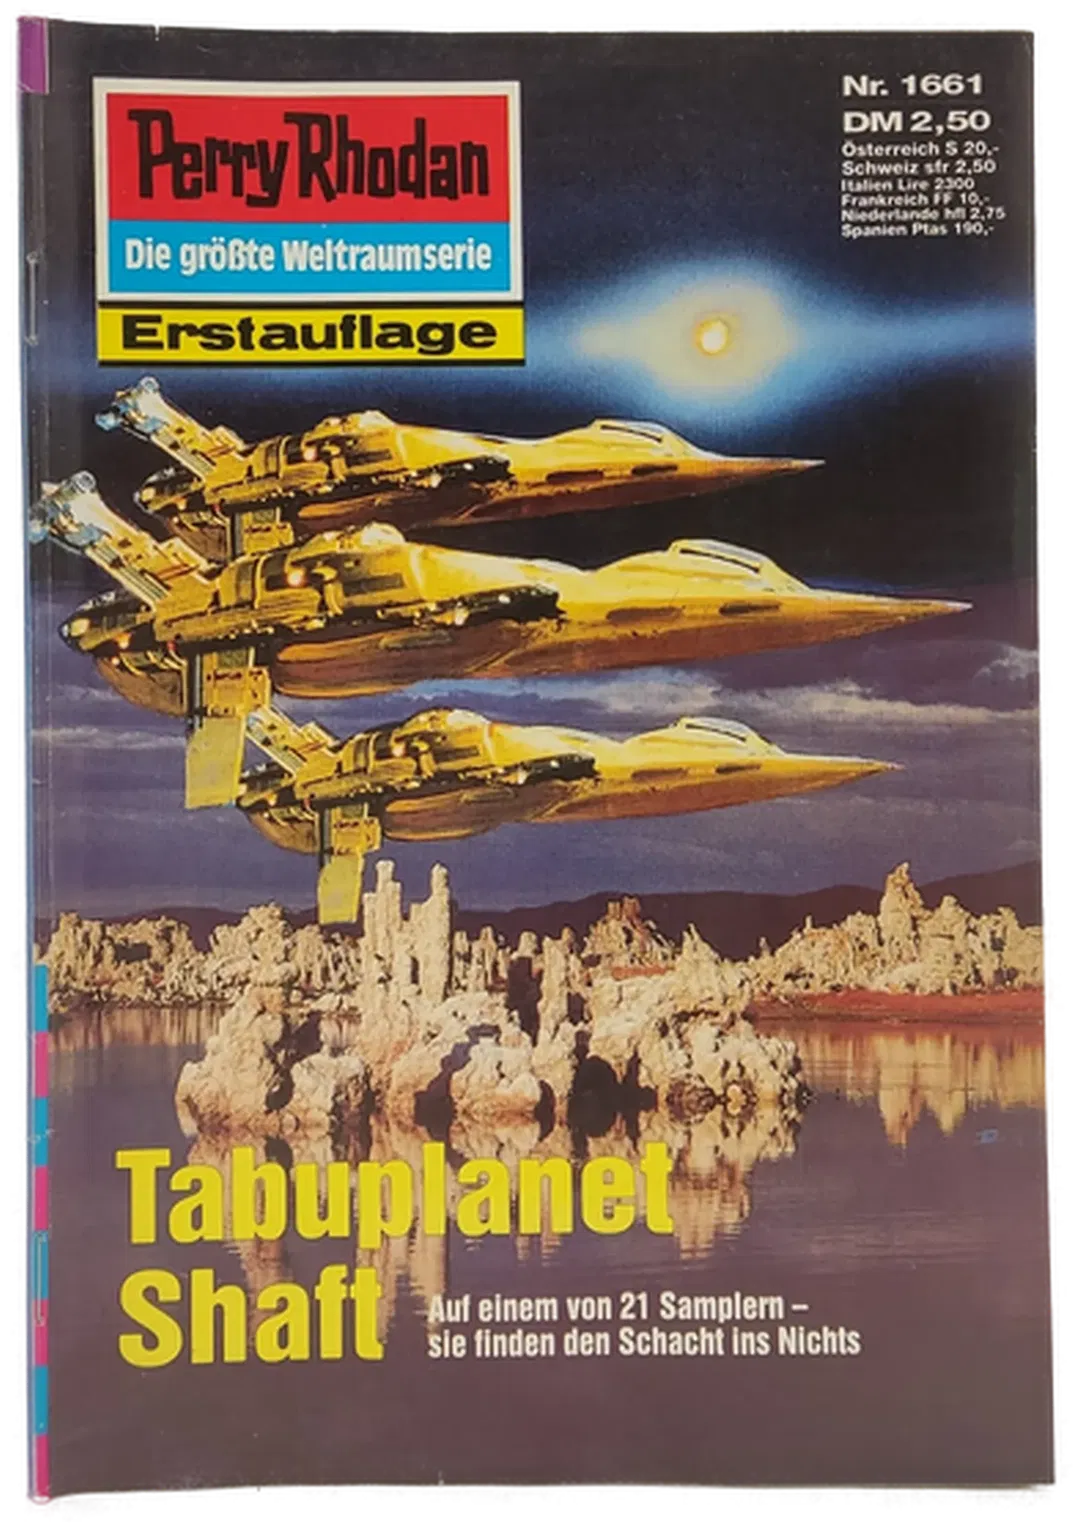 Perry Rhodan
Die größte Weltraumserie
Erstauflage
Nr. 1661
DM 2,50
Österreich S 20,-
Schweiz sfr 2,50
Italien Lire 2300
Frankreich FF 10,-
Niederlande hfl 2,75
Spanien Ptas 190,-
Tabuplanet
Shaft
Auf einem von 21 Samplern –
sie finden den Schacht ins Nichts